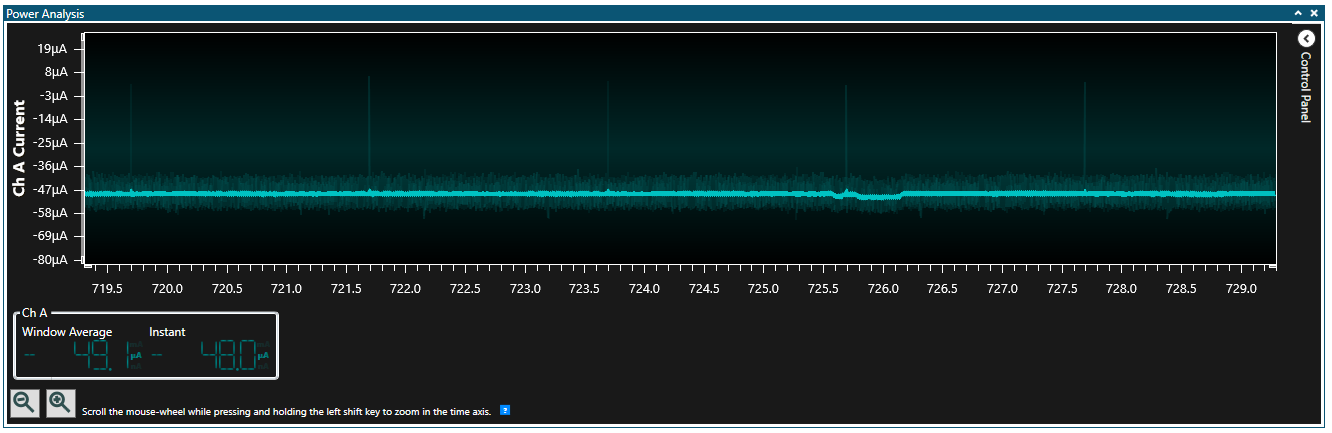 Power Analysis
Ch A Current
19µA
8µA
-3µA
-14µA
-25µA
-36µA
-47µA
-58µA
-69µA
-80µA
719.5 720.0 720.5 721.0 721.5 722.0 722.5 723.0 723.5 724.0 724.5 725.0 725.5 726.0 726.5 727.0 727.5 728.0 728.5 729.0
Control Panel
Ch A
Window Average Instant
- 49.1 µA - 48.0 µA
Scroll the mouse-wheel while pressing and holding the left shift key to zoom in the time axis. ?